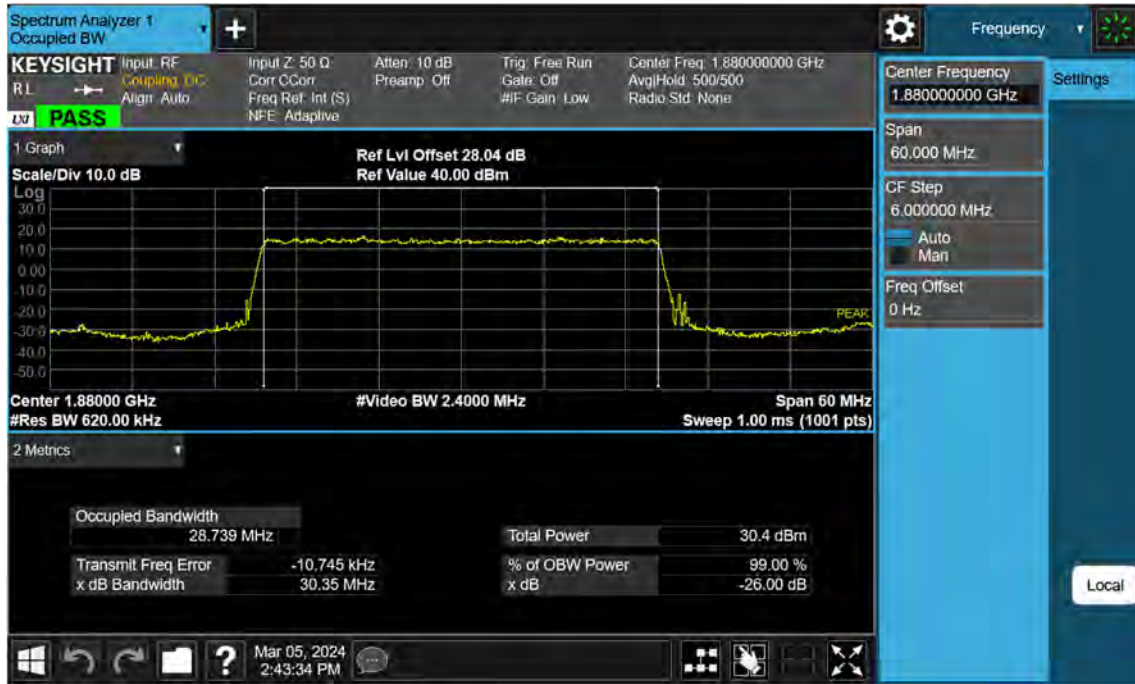 Spectrum Analyzer 1
Occupied BW
+
Frequency
KEYSIGHT
R L
LXI PASS
Input: RF
Coupling: DC
Align: Auto
Input Z: 50 Ω
Corr CCorr
Freq Ref: Int (S)
NFE: Adaptive
Atten: 10 dB
Preamp: Off
Trig: Free Run
Gate: Off
#IF Gain: Low
Center Freq: 1.880000000 GHz
Avg|Hold: 500/500
Radio Std: None
1 Graph
Scale/Div 10.0 dB
Ref Lvl Offset 28.04 dB
Ref Value 40.00 dBm
Log
30.0
20.0
10.0
0.00
-10.0
-20.0
-30.0
-40.0
-50.0
PEAK
Center 1.88000 GHz
#Video BW 2.4000 MHz
Span 60 MHz
#Res BW 620.00 kHz
Sweep 1.00 ms (1001 pts)
2 Metrics
Occupied Bandwidth
28.739 MHz
Total Power 30.4 dBm
Transmit Freq Error -10.745 kHz
% of OBW Power 99.00 %
x dB Bandwidth 30.35 MHz
x dB -26.00 dB
Center Frequency
1.880000000 GHz
Settings
Span
60.000 MHz
CF Step
6.000000 MHz
Auto
Man
Freq Offset
0 Hz
Local
?
Mar 05, 2024
2:43:34 PM